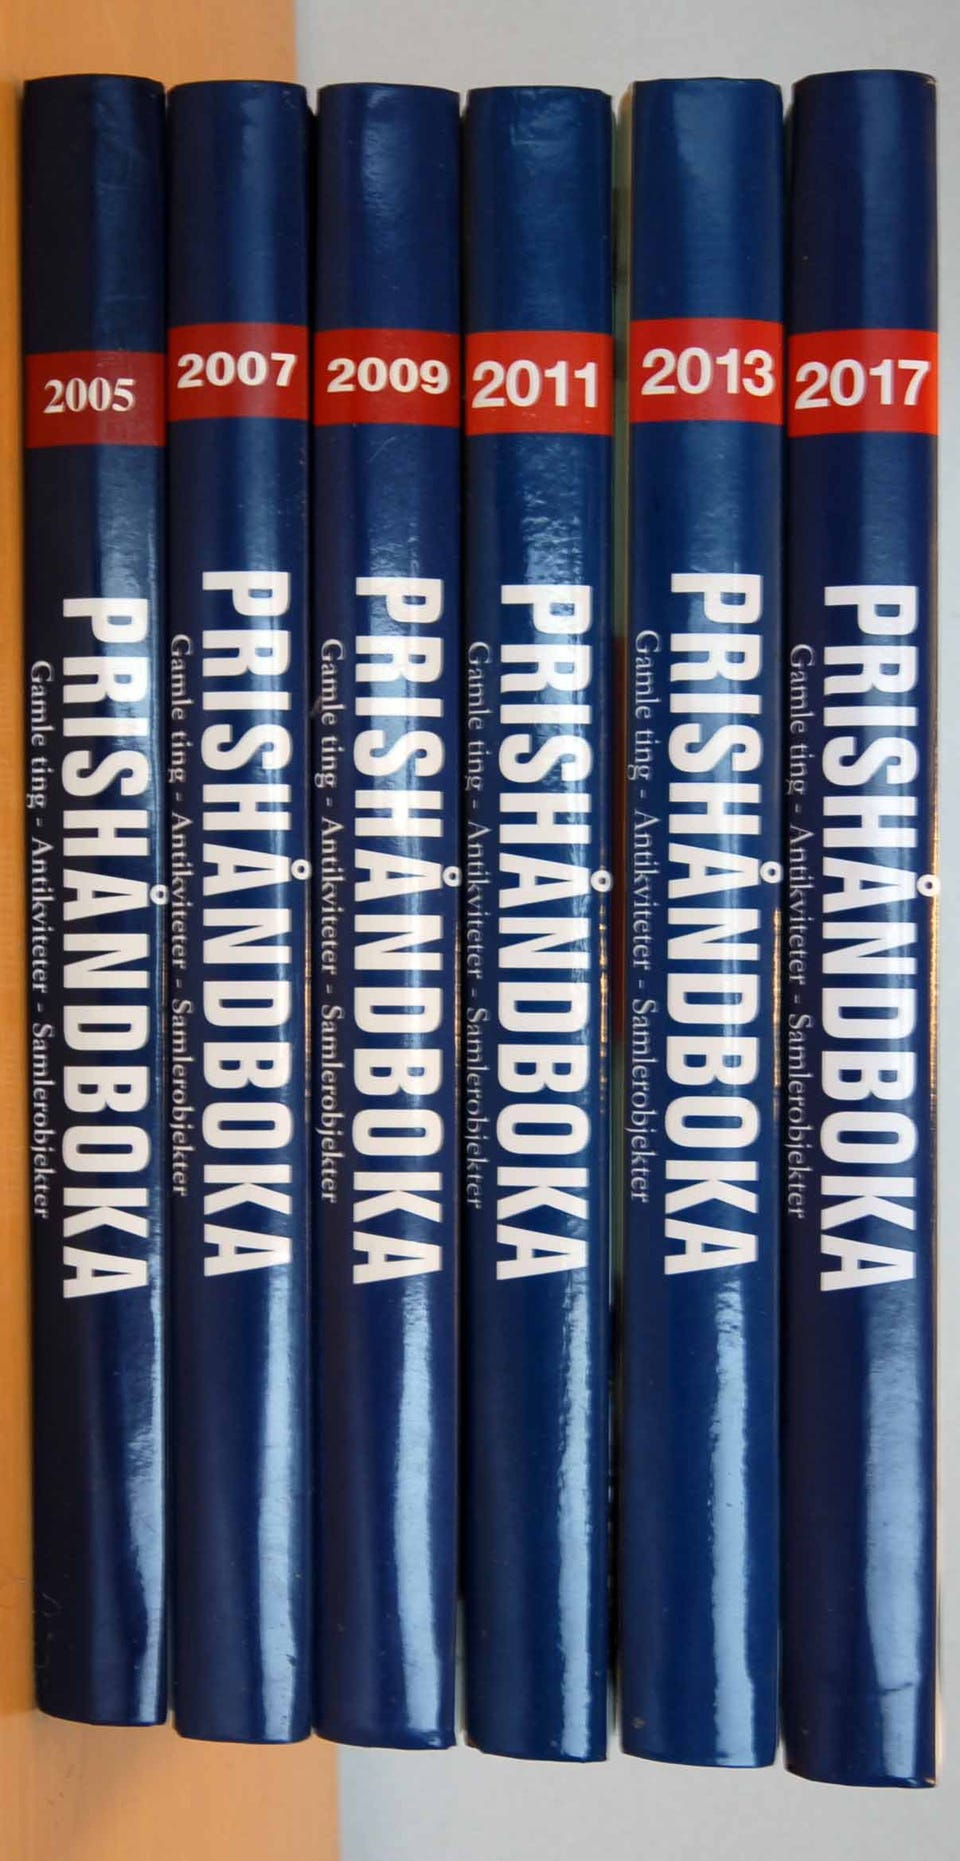 2005
PRISHÅNDBOKA
Gamle ting - Antikviteter - Samlerobjekter
2007
PRISHÅNDBOKA
Gamle ting - Antikviteter - Samlerobjekter
2009
PRISHÅNDBOKA
Gamle ting - Antikviteter - Samlerobjekter
2011
PRISHÅNDBOKA
Gamle ting - Antikviteter - Samlerobjekter
2013
PRISHÅNDBOKA
Gamle ting - Antikviteter - Samlerobjekter
2017
PRISHÅNDBOKA
Gamle ting - Antikviteter - Samlerobjekter